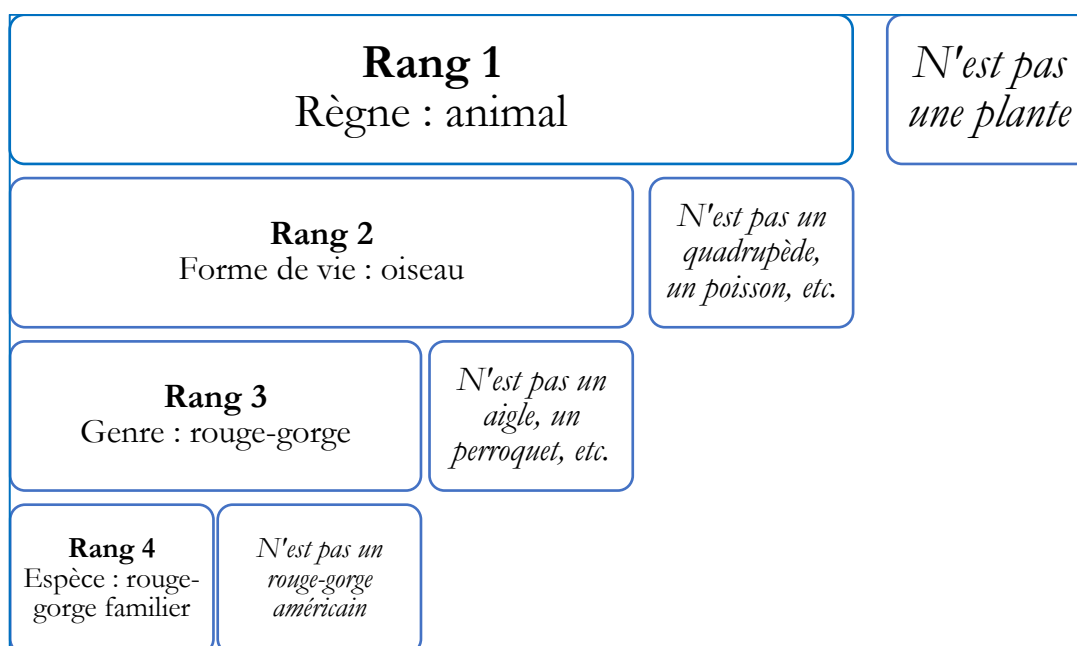 Rang 1
Règne : animal
N'est pas
une plante
Rang 2
Forme de vie : oiseau
N'est pas un
quadrupède,
un poisson, etc.
Rang 3
Genre : rouge-gorge
N'est pas un
aigle, un
perroquet, etc.
Rang 4
Espèce : rouge-
gorge familier
N'est pas un
rouge-gorge
américain